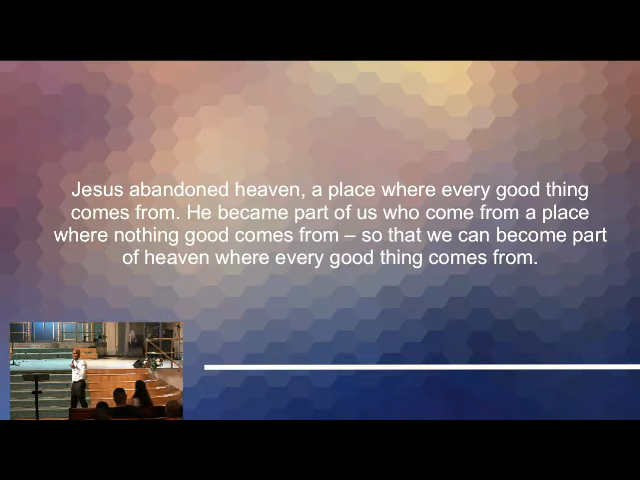 Jesus abandoned heaven, a place where every good thing
comes from. He became part of us who come from a place
where nothing good comes from – so that we can become part
of heaven where every good thing comes from.